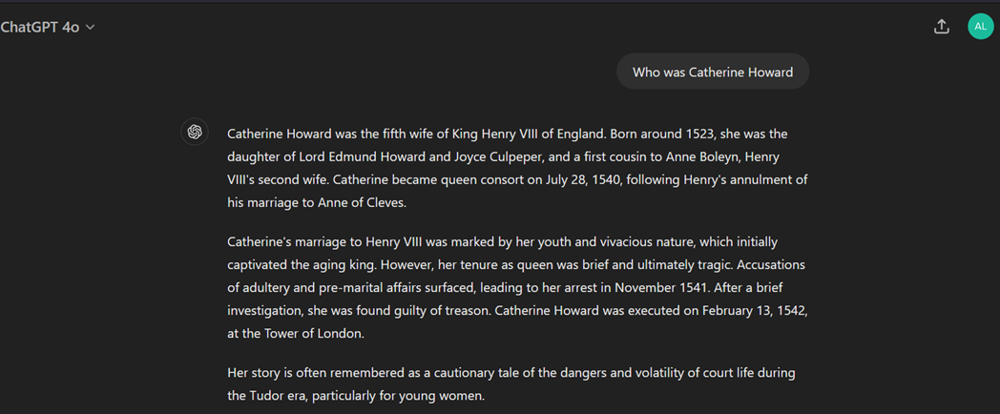 ChatGPT 4o
AL
Who was Catherine Howard
Catherine Howard was the fifth wife of King Henry VIII of England. Born around 1523, she was the
daughter of Lord Edmund Howard and Joyce Culpeper, and a first cousin to Anne Boleyn, Henry
VIII's second wife. Catherine became queen consort on July 28, 1540, following Henry's annulment of
his marriage to Anne of Cleves.
Catherine's marriage to Henry VIII was marked by her youth and vivacious nature, which initially
captivated the aging king. However, her tenure as queen was brief and ultimately tragic. Accusations
of adultery and pre-marital affairs surfaced, leading to her arrest in November 1541. After a brief
investigation, she was found guilty of treason. Catherine Howard was executed on February 13, 1542,
at the Tower of London.
Her story is often remembered as a cautionary tale of the dangers and volatility of court life during
the Tudor era, particularly for young women.